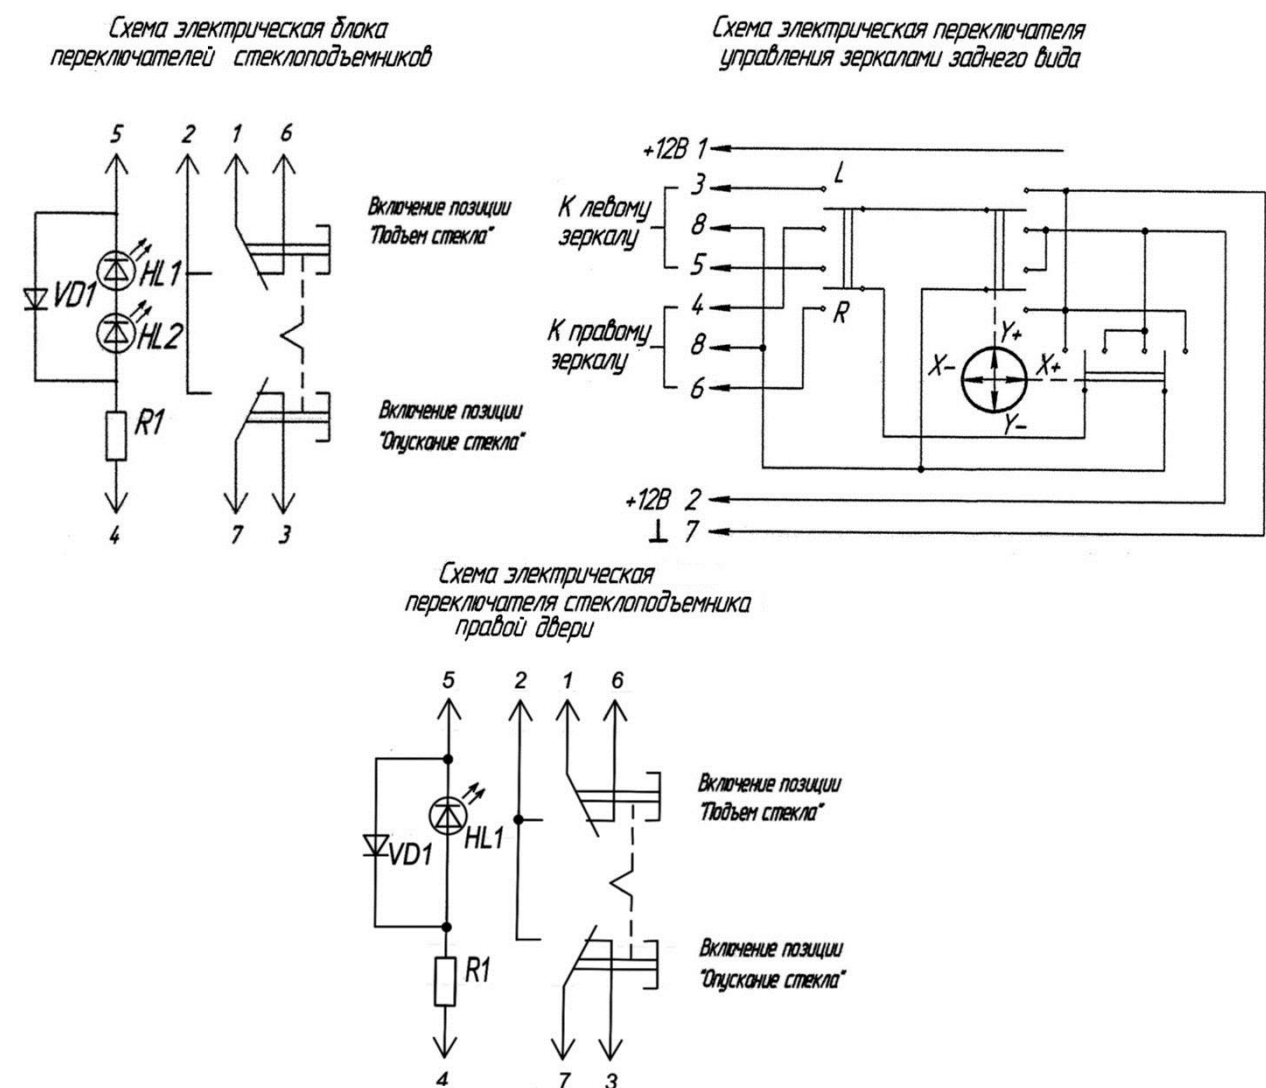 Схема электрическая блока
переключателей стеклоподъемников
5 2 1 6
Включение позиции
"Подъем стекла"
HL1
VD1
HL2
R1
Включение позиции
"Опускание стекла"
4 7 3
Схема электрическая переключателя
управления зеркалами заднего вида
+12В 1
3 L
К левому
зеркалу
8
5
4 R
К правому
зеркалу
8
6
Y+
X- X+
Y-
+12В 2
⊥ 7
Схема электрическая
переключателя стеклоподъемника
правой двери
5 2 1 6
Включение позиции
"Подъем стекла"
HL1
VD1
Включение позиции
"Опускание стекла"
R1
4 7 3